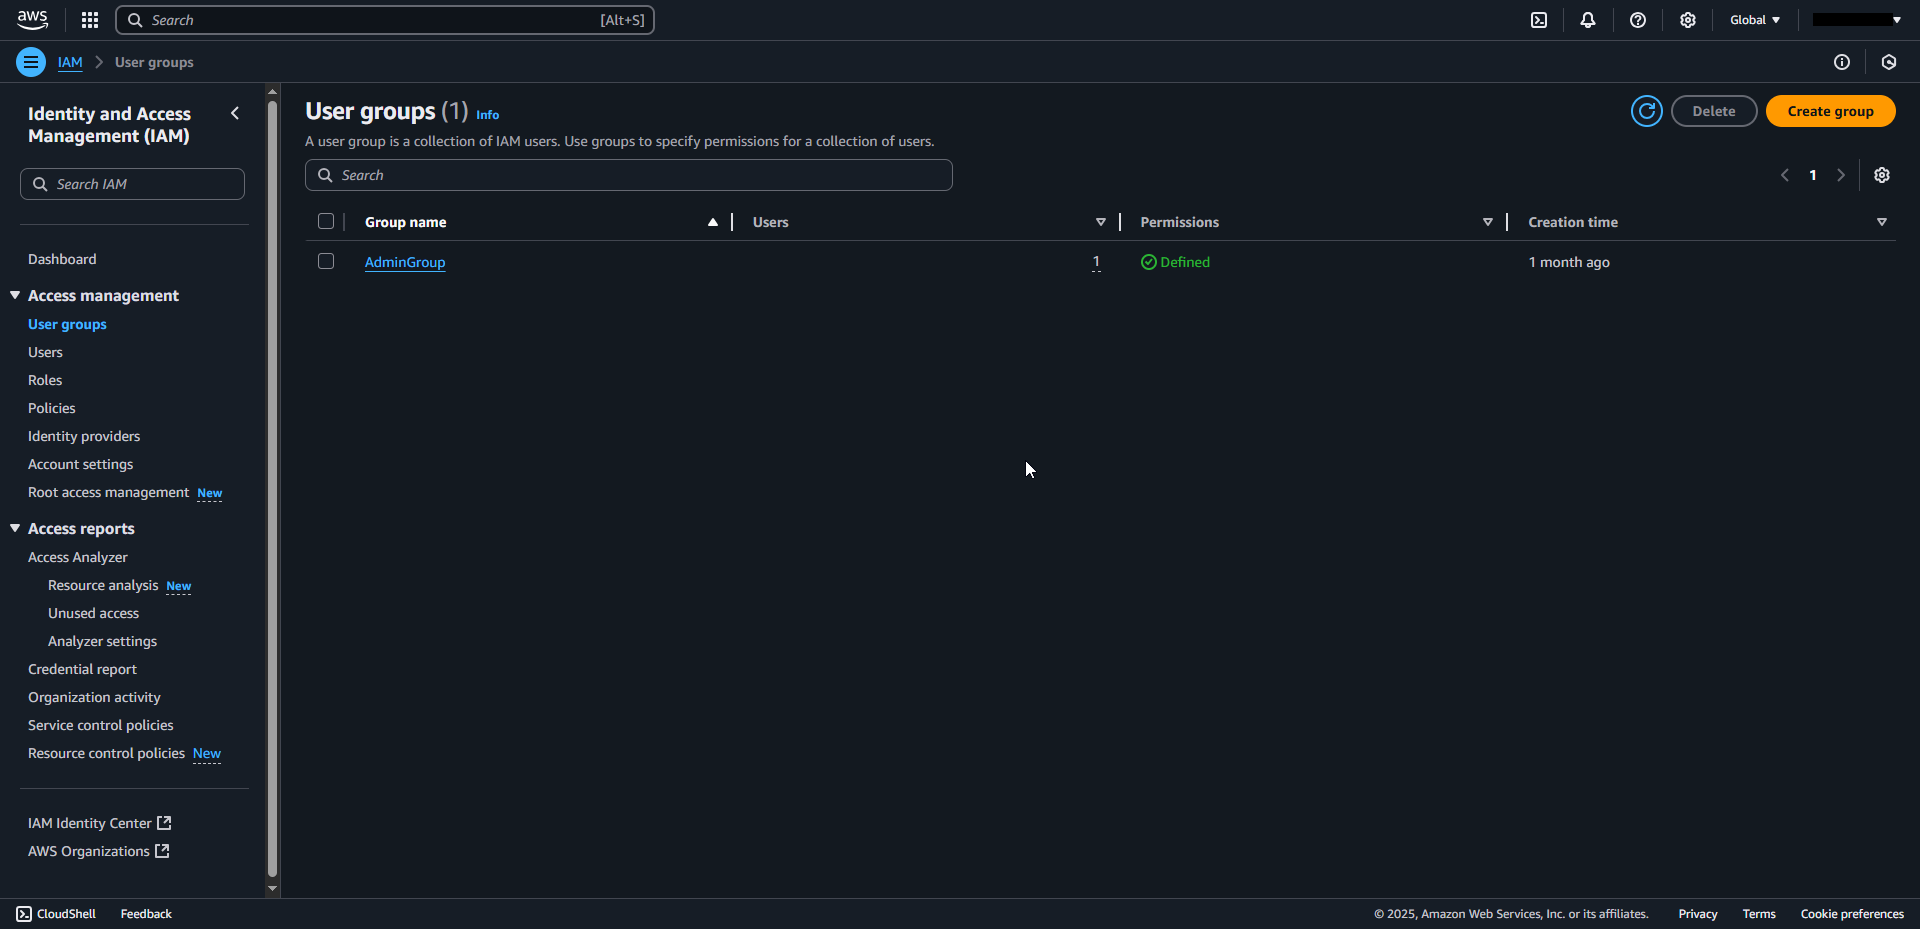 aws
Search [Alt+S]
Global
IAM User groups
Identity and Access
Management (IAM)
Search IAM
Dashboard
Access management
User groups
Users
Roles
Policies
Identity providers
Account settings
Root access management New
Access reports
Access Analyzer
Resource analysis New
Unused access
Analyzer settings
Credential report
Organization activity
Service control policies
Resource control policies New
IAM Identity Center
AWS Organizations
User groups (1) Info
Delete
Create group
A user group is a collection of IAM users. Use groups to specify permissions for a collection of users.
Search
1
Group name Users Permissions Creation time
AdminGroup 1 Defined 1 month ago
CloudShell Feedback © 2025, Amazon Web Services, Inc. or its affiliates. Privacy Terms Cookie preferences